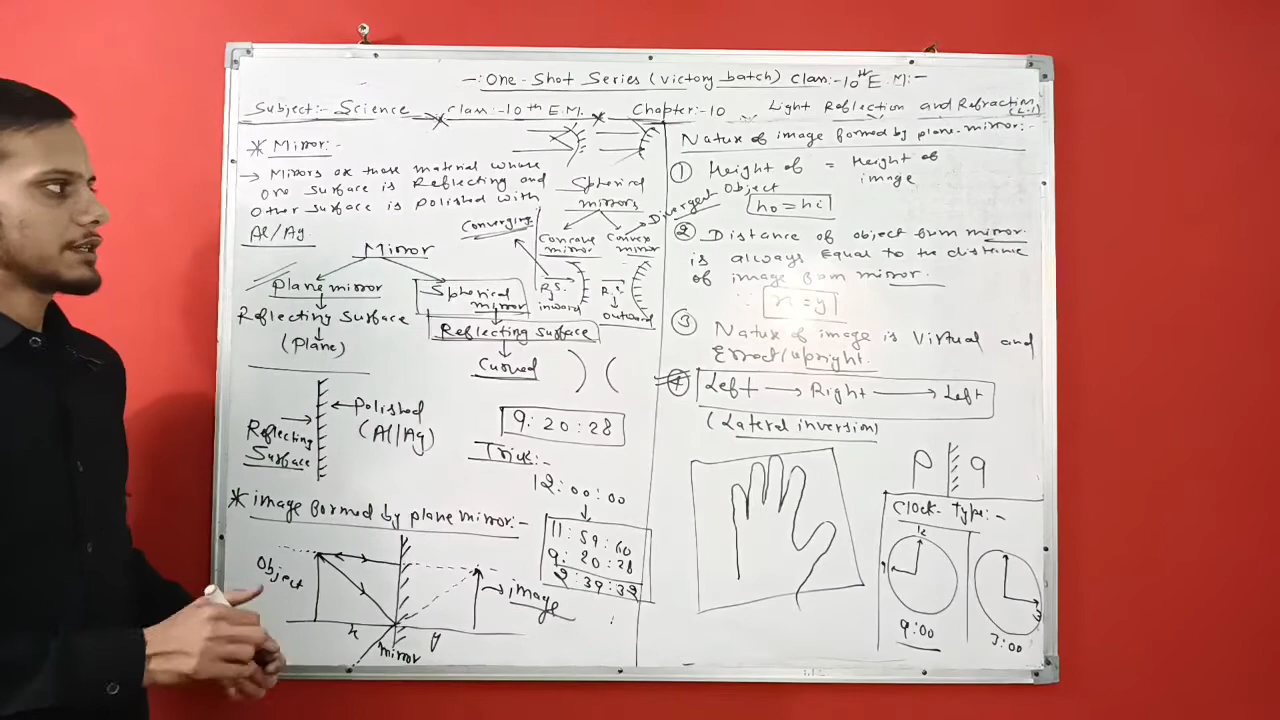 -: One-Shot Series (victory batch) Class:-10th E.M:-
Subject:- Science Class:-10th E.M. Chapter:-10 Light Reflection and Refraction (L-1)
* Mirror:-
→ Mirrors are those material whose
one surface is Reflecting and
other surface is polished with
Al/Ag.
Mirror
Plane mirror
Reflecting Surface
(Plane)
Spherical
mirror
Reflecting surface
Curved
Spherical
mirrors
Converging
Divergent
Concave
mirror
Convex
mirror
R.S.
inward
R.S.
outward
Reflecting
Surface
Polished
(Al/Ag)
9:20:28
Trick:-
12:00:00
11:59:60
9:20:28
2:39:32
* image formed by plane mirror:-
Object
x
mirror
y
image
Nature of image formed by plane-mirror:-
① Height of Object = Height of image
ho = hi
② Distance of object from mirror
is always Equal to the distance
of image from mirror.
x = y
③ Nature of image is Virtual and
Erect/upright.
④ Left → Right → Left
(Lateral inversion)
P q
Clock-Type:-
12
9
9:00
3
3:00